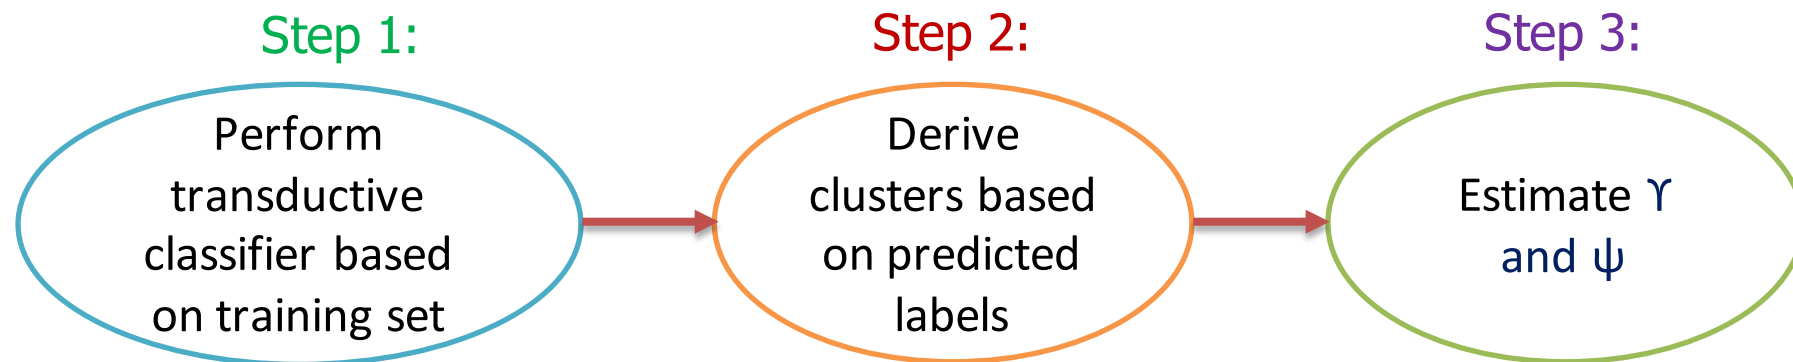 Step 1:
Perform
transductive
classifier based
on training set
Step 2:
Derive
clusters based
on predicted
labels
Step 3:
Estimate ϒ
and ψ